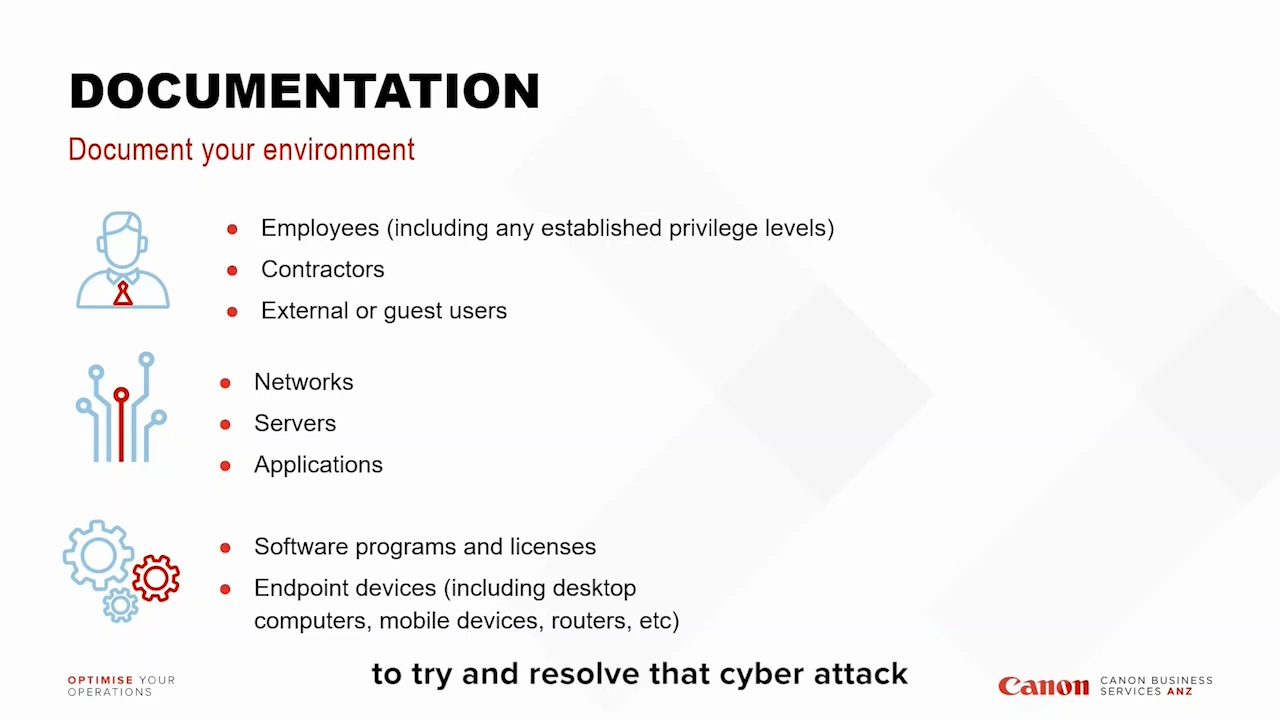 DOCUMENTATION
Document your environment
Employees (including any established privilege levels)
Contractors
External or guest users
Networks
Servers
Applications
Software programs and licenses
Endpoint devices (including desktop
computers, mobile devices, routers, etc)
to try and resolve that cyber attack
OPTIMISE YOUR
OPERATIONS
Canon
CANON BUSINESS
SERVICES ANZ